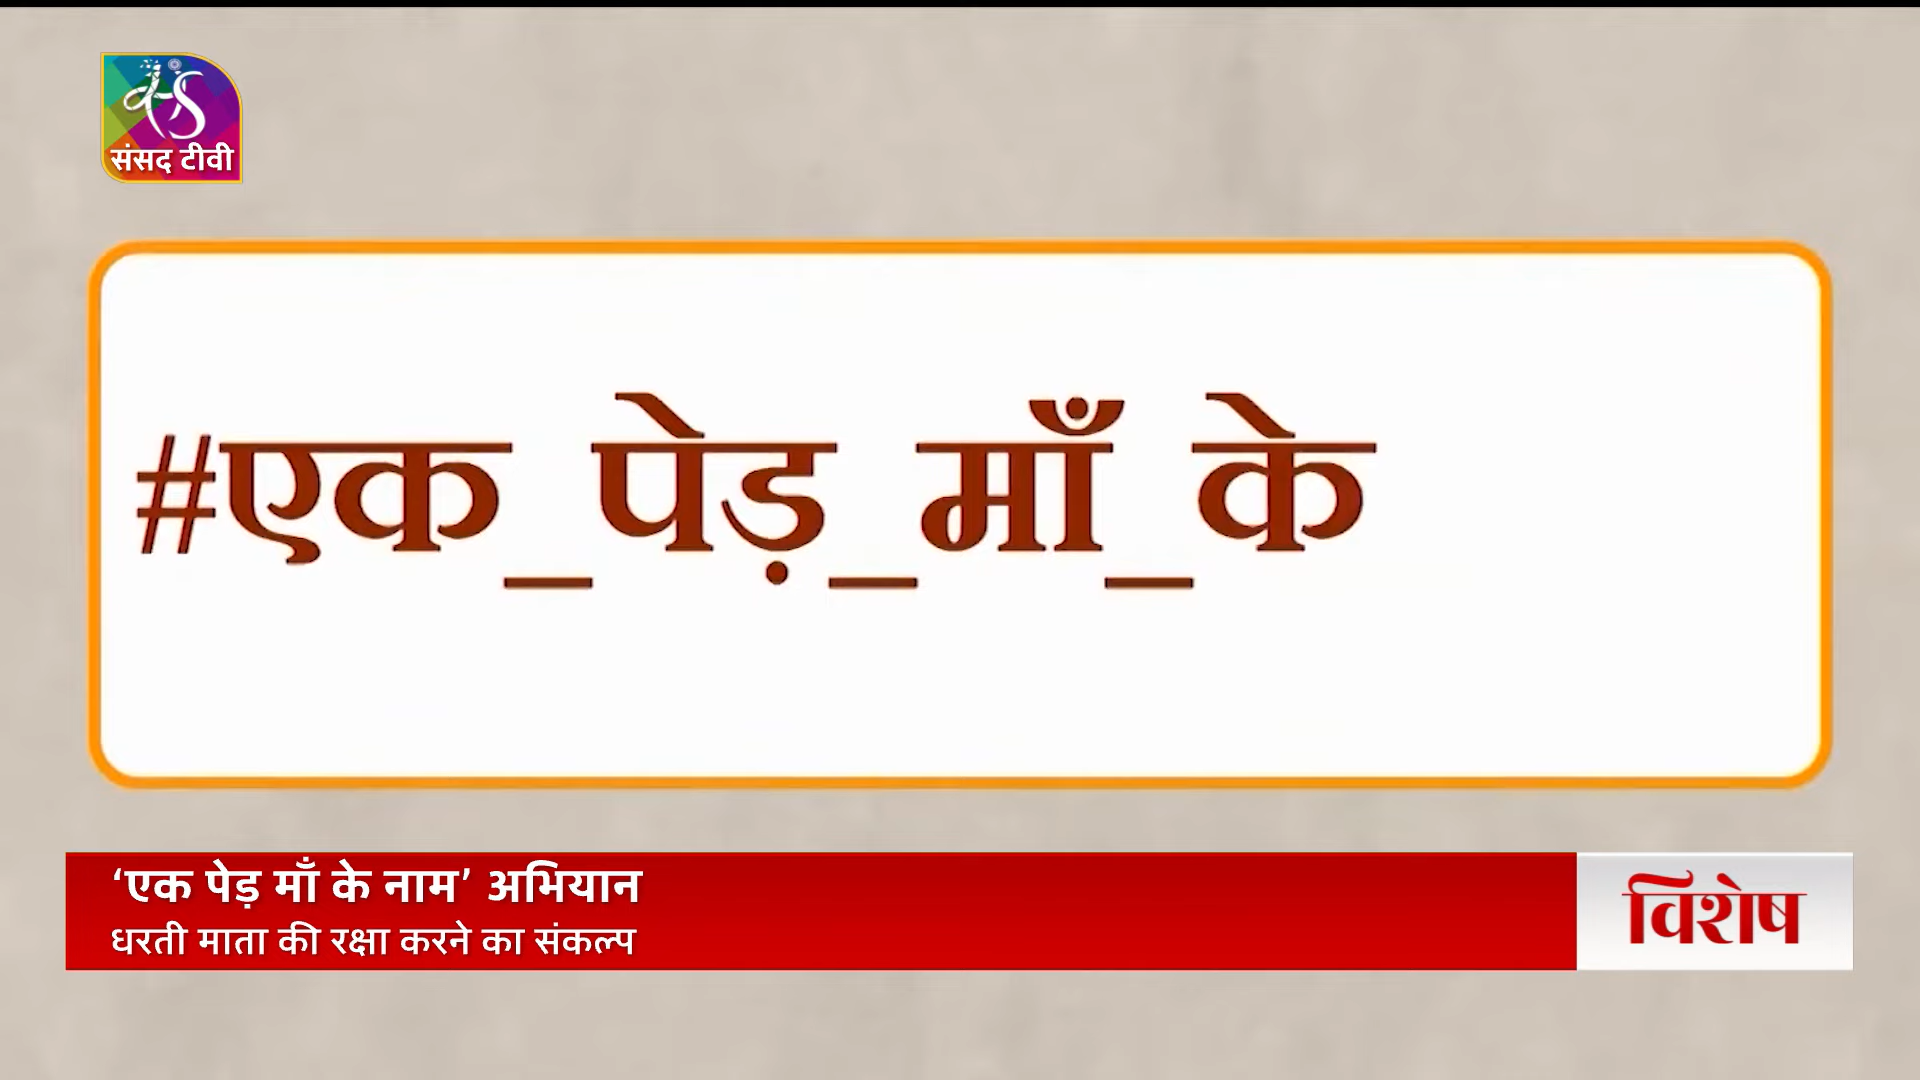 संसद टीवी
#एक_पेड़_माँ_के
‘एक पेड़ माँ के नाम’ अभियान
धरती माता की रक्षा करने का संकल्प
विशेष